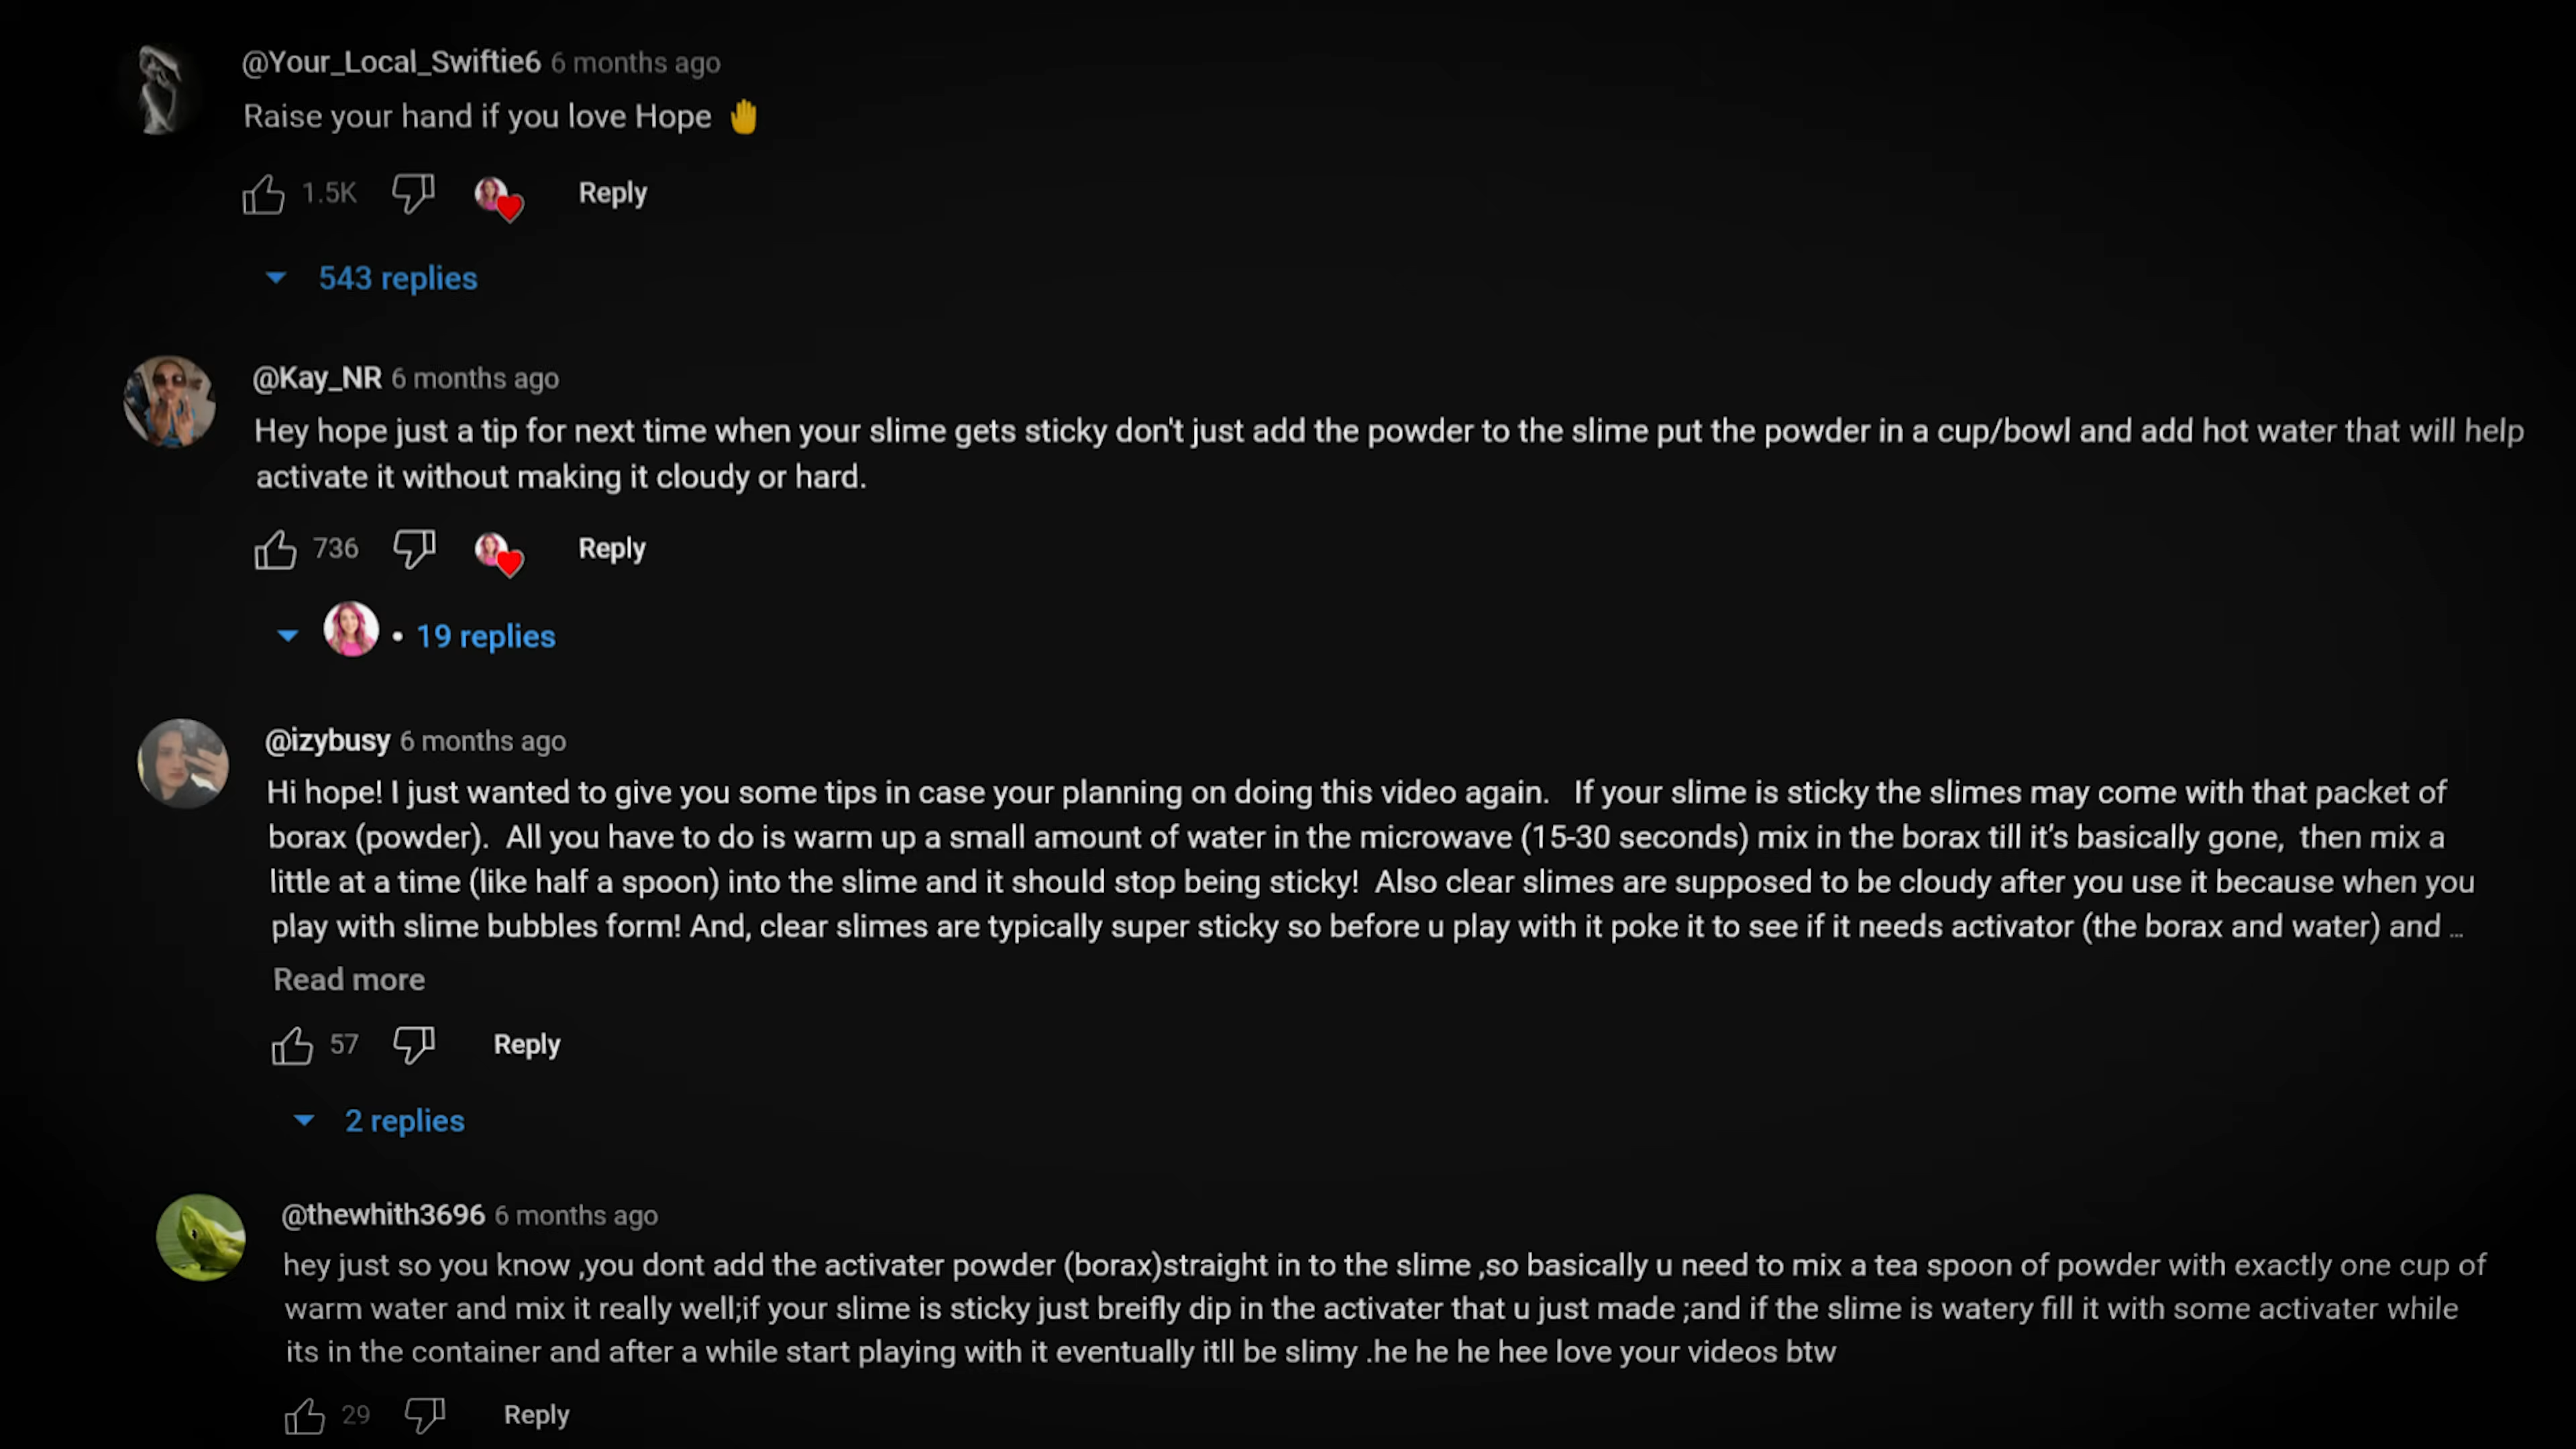 @Your_Local_Swiftie6 6 months ago
Raise your hand if you love Hope 🤚
1.5K Reply
543 replies
@Kay_NR 6 months ago
Hey hope just a tip for next time when your slime gets sticky don't just add the powder to the slime put the powder in a cup/bowl and add hot water that will help
activate it without making it cloudy or hard.
736 Reply
• 19 replies
@izybusy 6 months ago
Hi hope! I just wanted to give you some tips in case your planning on doing this video again. If your slime is sticky the slimes may come with that packet of
borax (powder). All you have to do is warm up a small amount of water in the microwave (15-30 seconds) mix in the borax till it's basically gone, then mix a
little at a time (like half a spoon) into the slime and it should stop being sticky! Also clear slimes are supposed to be cloudy after you use it because when you
play with slime bubbles form! And, clear slimes are typically super sticky so before u play with it poke it to see if it needs activator (the borax and water) and ...
Read more
57 Reply
2 replies
@thewhith3696 6 months ago
hey just so you know ,you dont add the activater powder (borax)straight in to the slime ,so basically u need to mix a tea spoon of powder with exactly one cup of
warm water and mix it really well;if your slime is sticky just breifly dip in the activater that u just made ;and if the slime is watery fill it with some activater while
its in the container and after a while start playing with it eventually itll be slimy .he he he hee love your videos btw
29 Reply